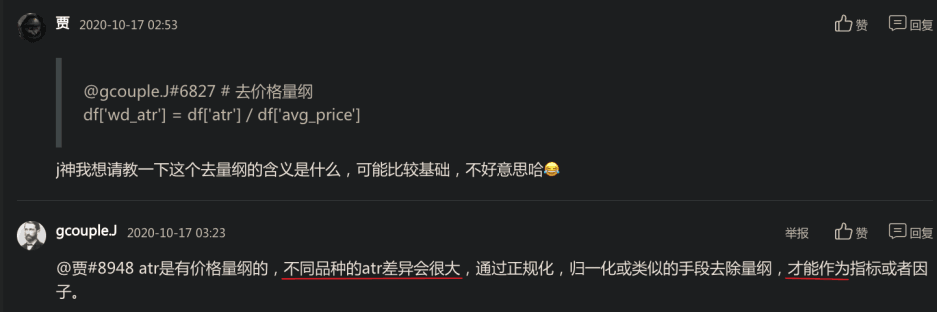 贾 2020-10-17 02:53 赞 回复
@gcouple.J#6827 # 去价格量纲
df['wd_atr'] = df['atr'] / df['avg_price']
j神我想请教一下这个去量纲的含义是什么，可能比较基础，不好意思哈😂
gcouple.J 2020-10-17 03:23 举报 赞 回复
@贾#8948 atr是有价格量纲的，不同品种的atr差异会很大，通过正规化，归一化或类似的手段去除量纲，才能作为指标或者因
子。